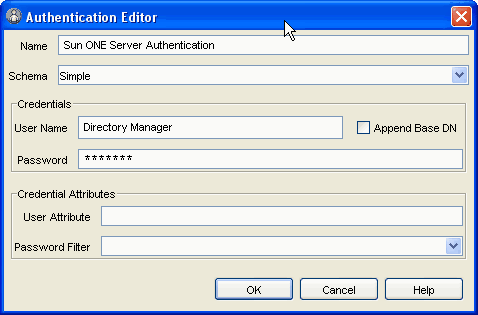 Authentication Editor
Name Sun ONE Server Authentication
Schema Simple
Credentials
User Name Directory Manager Append Base DN
Password *******
Credential Attributes
User Attribute
Password Filter
OK Cancel Help